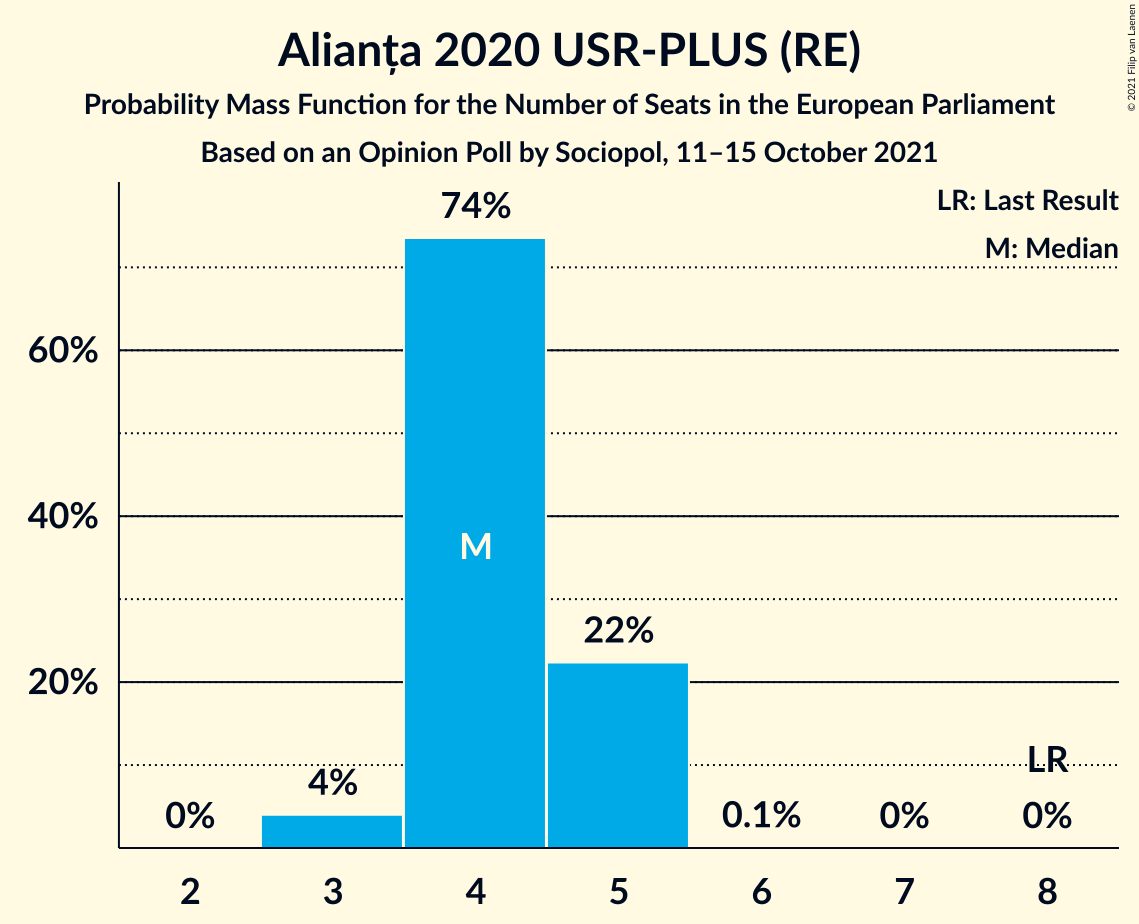 Alianța 2020 USR-PLUS (RE)
Probability Mass Function for the Number of Seats in the European Parliament
Based on an Opinion Poll by Sociopol, 11–15 October 2021
© 2021 Filip van Laenen
LR: Last Result
M: Median
74%
60%
M
40%
22%
20%
LR
0%
4%
0.1%
0%
0%
2 3 4 5 6 7 8